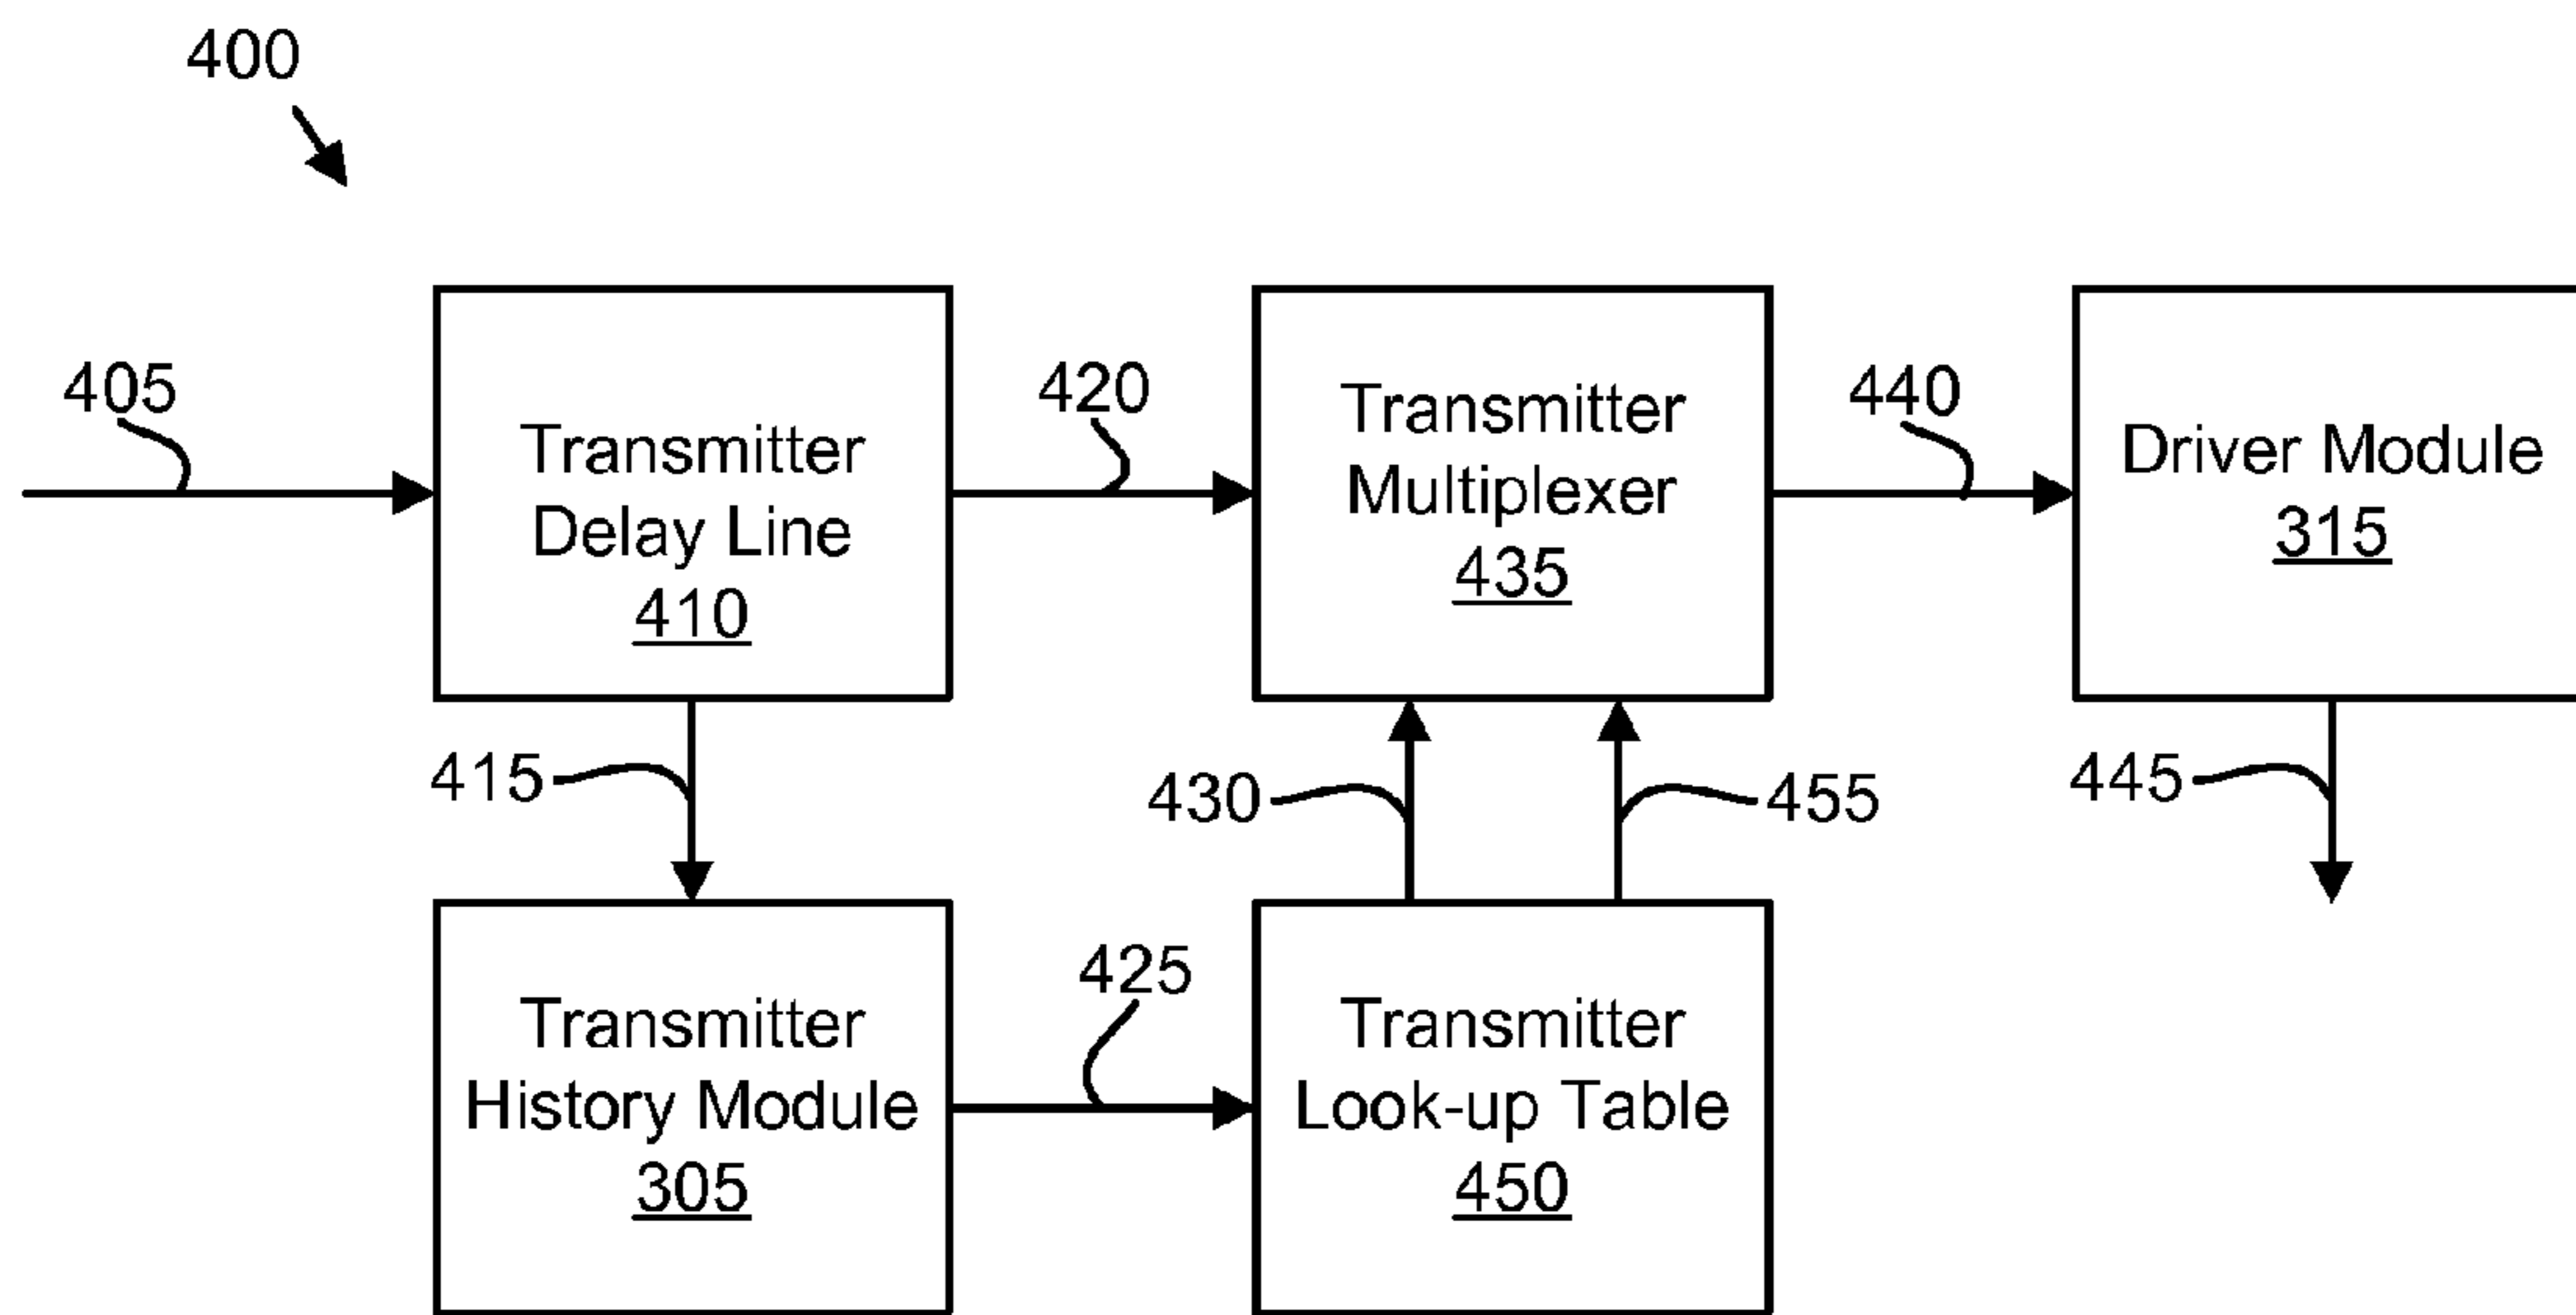 400
405
Transmitter
Delay Line
410
420
Transmitter
Multiplexer
435
440
Driver Module
315
415
430
455
445
Transmitter
History Module
305
425
Transmitter
Look-up Table
450